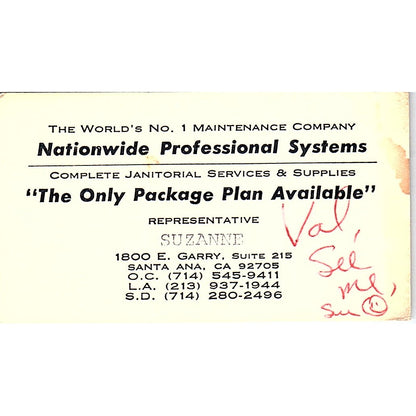 THE WORLD'S NO. 1 MAINTENANCE COMPANY
Nationwide Professional Systems
COMPLETE JANITORIAL SERVICES & SUPPLIES
"The Only Package Plan Available"
REPRESENTATIVE
SUZANNE
1800 E. GARRY, SUITE 215
SANTA ANA, CA 92705
O.C. (714) 545-9411
L.A. (213) 937-1944
S.D. (714) 280-2496
Val,
See
me,
Su